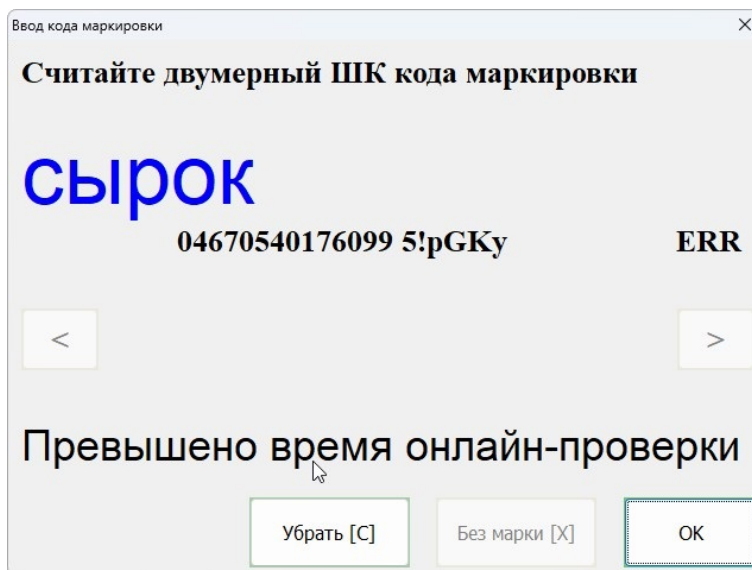 Ввод кода маркировки
Считайте двумерный ШК кода маркировки
сырок
04670540176099 5!pGKy ERR
< >
Превышено время онлайн-проверки
Убрать [C] Без марки [X] OK